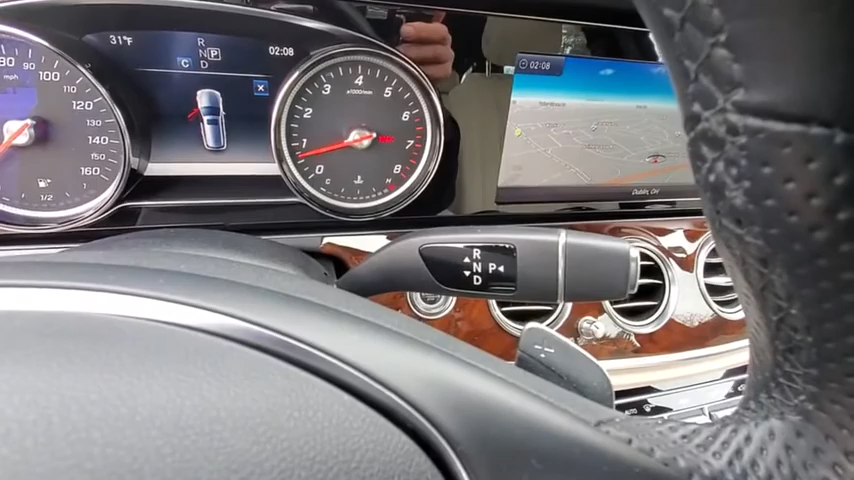 31°F
R
N P
D
C
02:08
MPH
90
100
110
120
130
140
150
160
1/2
0
1
2
3
4
5
6
7
8
x1000/min
02:08
Dublin, OH
R
N P
D
+
AUTO